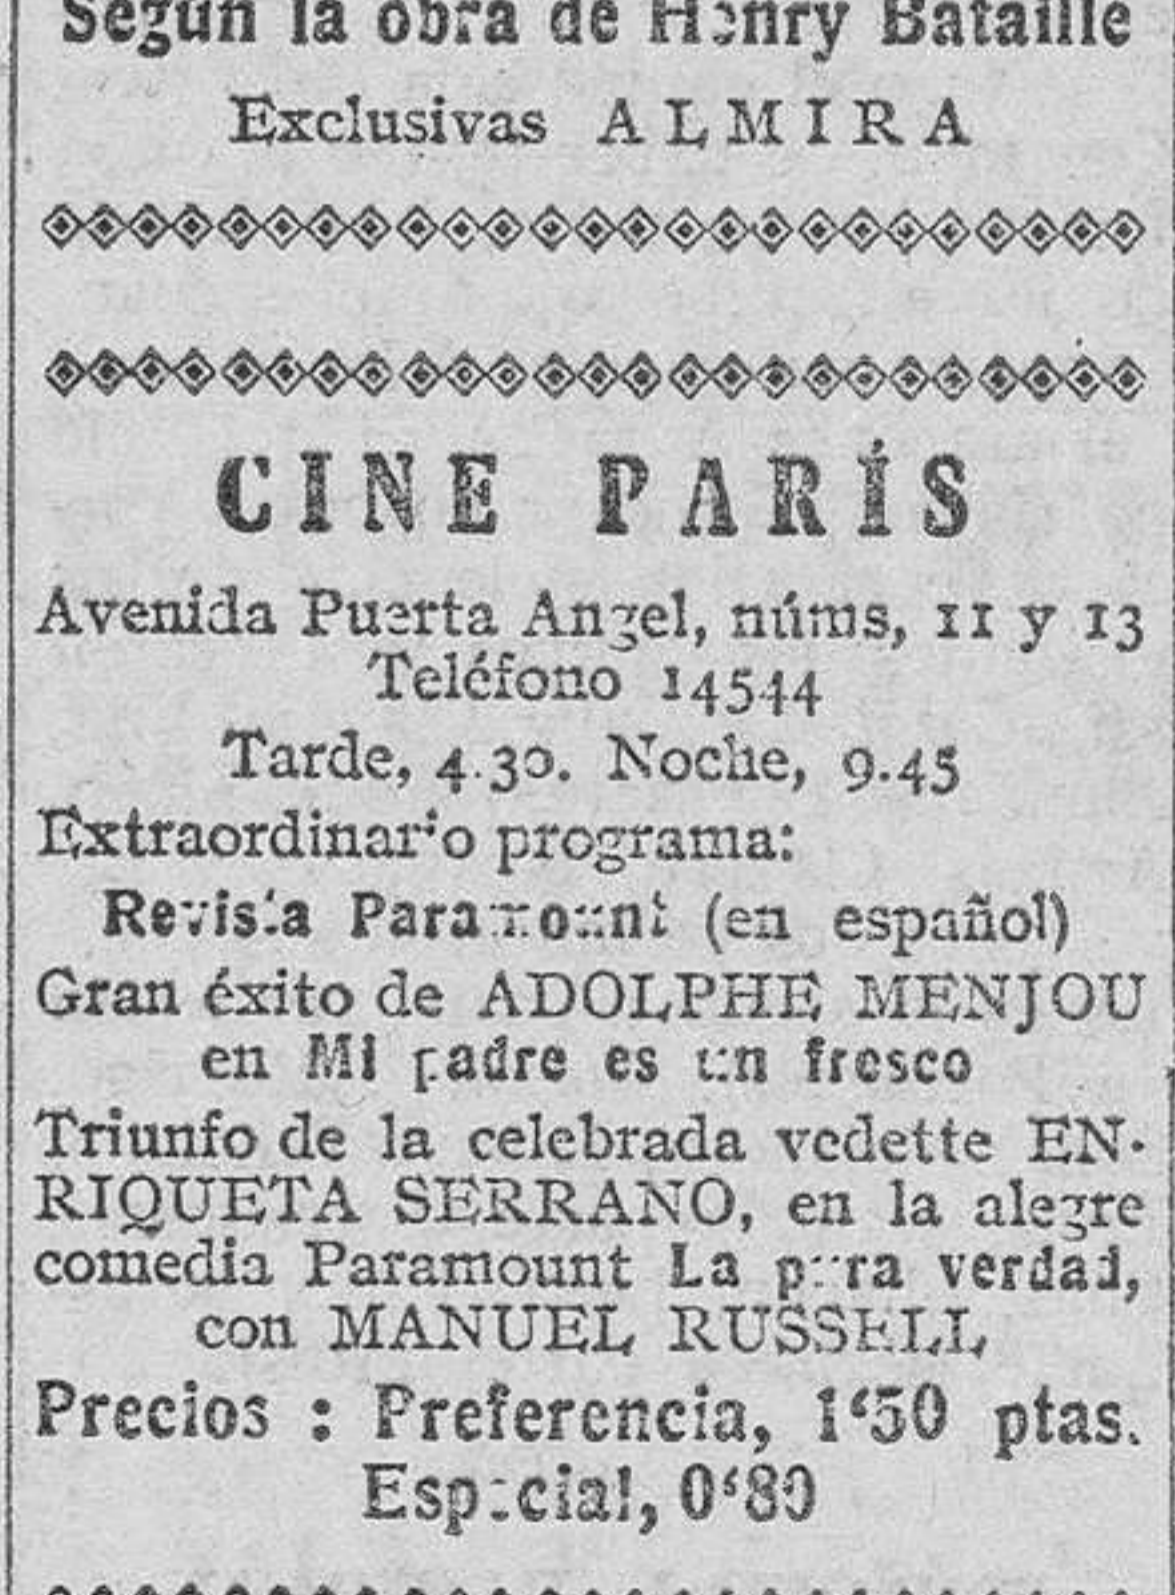 Según la obra de Henry Bataille
Exclusivas ALMIRA
CINE PARÍS
Avenida Puerta Angel, núms, 11 y 13
Teléfono 14544
Tarde, 4.30. Noche, 9.45
Extraordinario programa:
Revista Paramount (en español)
Gran éxito de ADOLPHE MENJOU
en Mi padre es un fresco
Triunfo de la celebrada vedette EN-
RIQUETA SERRANO, en la alegre
comedia Paramount La pura verdad,
con MANUEL RUSSELL
Precios : Preferencia, 1'50 ptas.
Especial, 0'80